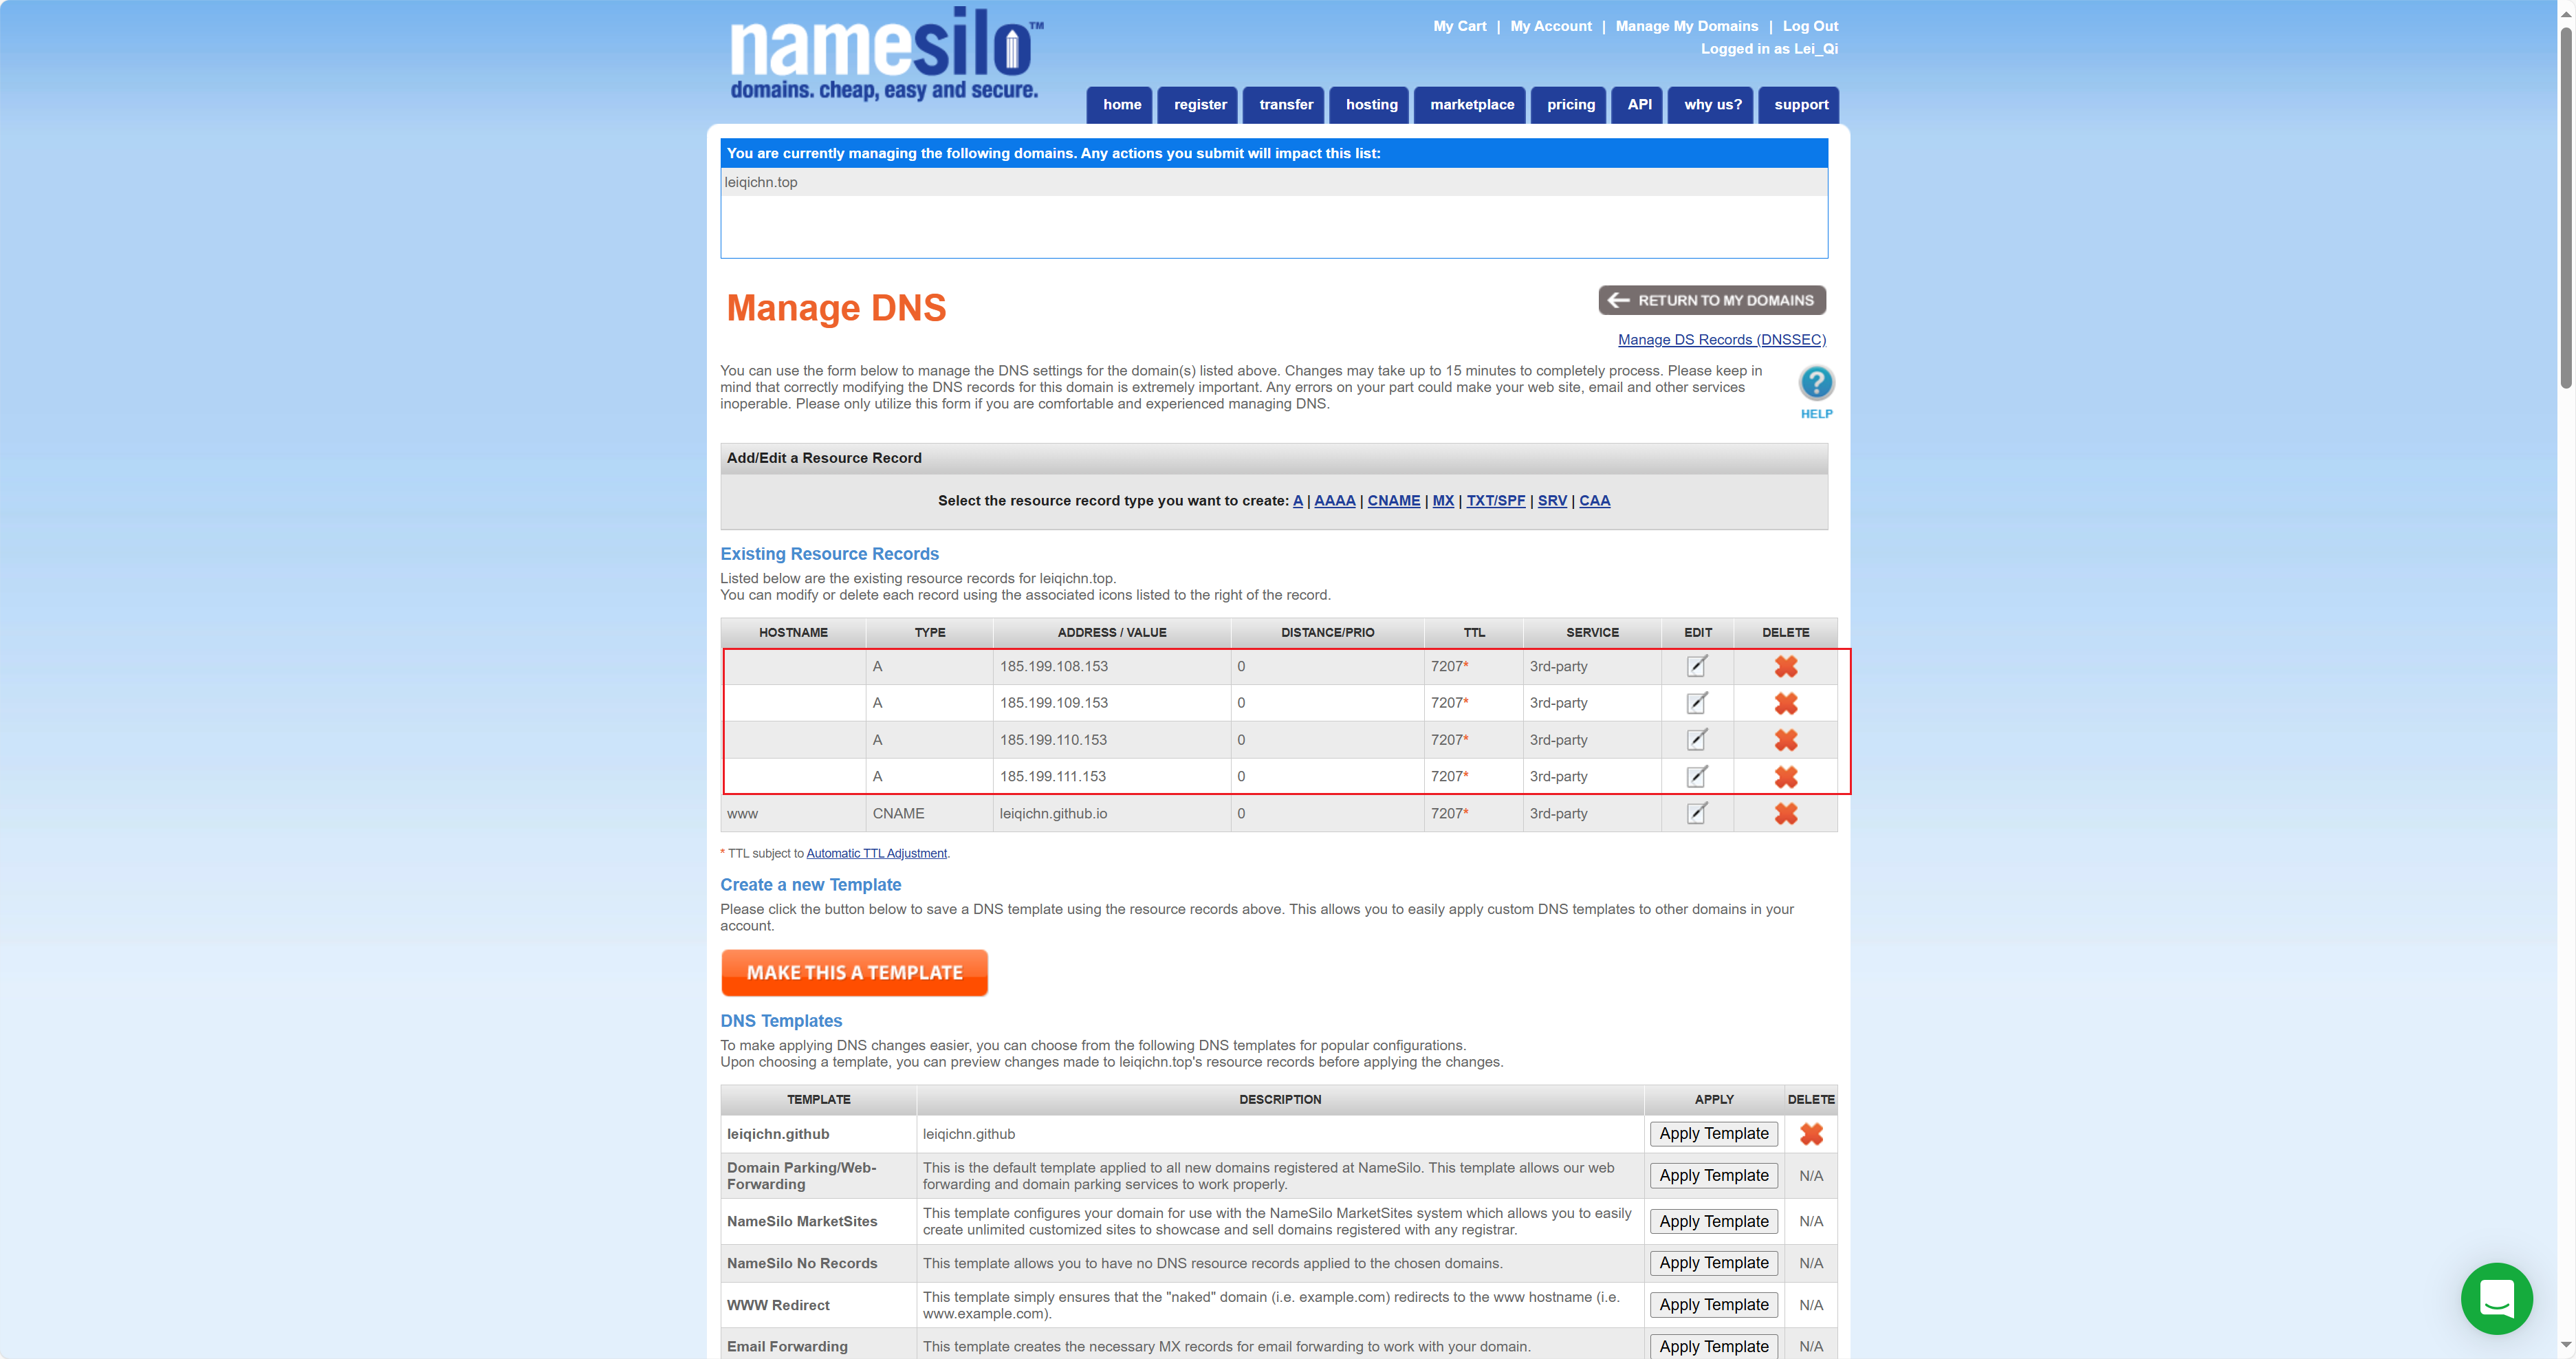 namesilo™
domains. cheap, easy and secure.
My Cart | My Account | Manage My Domains | Log Out
Logged in as Lei_Qi
home register transfer hosting marketplace pricing API why us? support
You are currently managing the following domains. Any actions you submit will impact this list:
leiqichn.top
Manage DNS
RETURN TO MY DOMAINS
Manage DS Records (DNSSEC)
You can use the form below to manage the DNS settings for the domain(s) listed above. Changes may take up to 15 minutes to completely process. Please keep in
mind that correctly modifying the DNS records for this domain is extremely important. Any errors on your part could make your web site, email and other services
inoperable. Please only utilize this form if you are comfortable and experienced managing DNS.
?
HELP
Add/Edit a Resource Record
Select the resource record type you want to create: A | AAAA | CNAME | MX | TXT/SPF | SRV | CAA
Existing Resource Records
Listed below are the existing resource records for leiqichn.top.
You can modify or delete each record using the associated icons listed to the right of the record.
HOSTNAME TYPE ADDRESS / VALUE DISTANCE/PRIO TTL SERVICE EDIT DELETE
A 185.199.108.153 0 7207* 3rd-party
A 185.199.109.153 0 7207* 3rd-party
A 185.199.110.153 0 7207* 3rd-party
A 185.199.111.153 0 7207* 3rd-party
www CNAME leiqichn.github.io 0 7207* 3rd-party
* TTL subject to Automatic TTL Adjustment.
Create a new Template
Please click the button below to save a DNS template using the resource records above. This allows you to easily apply custom DNS templates to other domains in your
account.
MAKE THIS A TEMPLATE
DNS Templates
To make applying DNS changes easier, you can choose from the following DNS templates for popular configurations.
Upon choosing a template, you can preview changes made to leiqichn.top's resource records before applying the changes.
TEMPLATE DESCRIPTION APPLY DELETE
leiqichn.github leiqichn.github Apply Template
Domain Parking/Web-
Forwarding
This is the default template applied to all new domains registered at NameSilo. This template allows our web
forwarding and domain parking services to work properly.
Apply Template N/A
NameSilo MarketSites
This template configures your domain for use with the NameSilo MarketSites system which allows you to easily
create unlimited customized sites to showcase and sell domains registered with any registrar.
Apply Template N/A
NameSilo No Records This template allows you to have no DNS resource records applied to the chosen domains. Apply Template N/A
WWW Redirect
This template simply ensures that the "naked" domain (i.e. example.com) redirects to the www hostname (i.e.
www.example.com).
Apply Template N/A
Email Forwarding This template creates the necessary MX records for email forwarding to work with your domain. Apply Template N/A